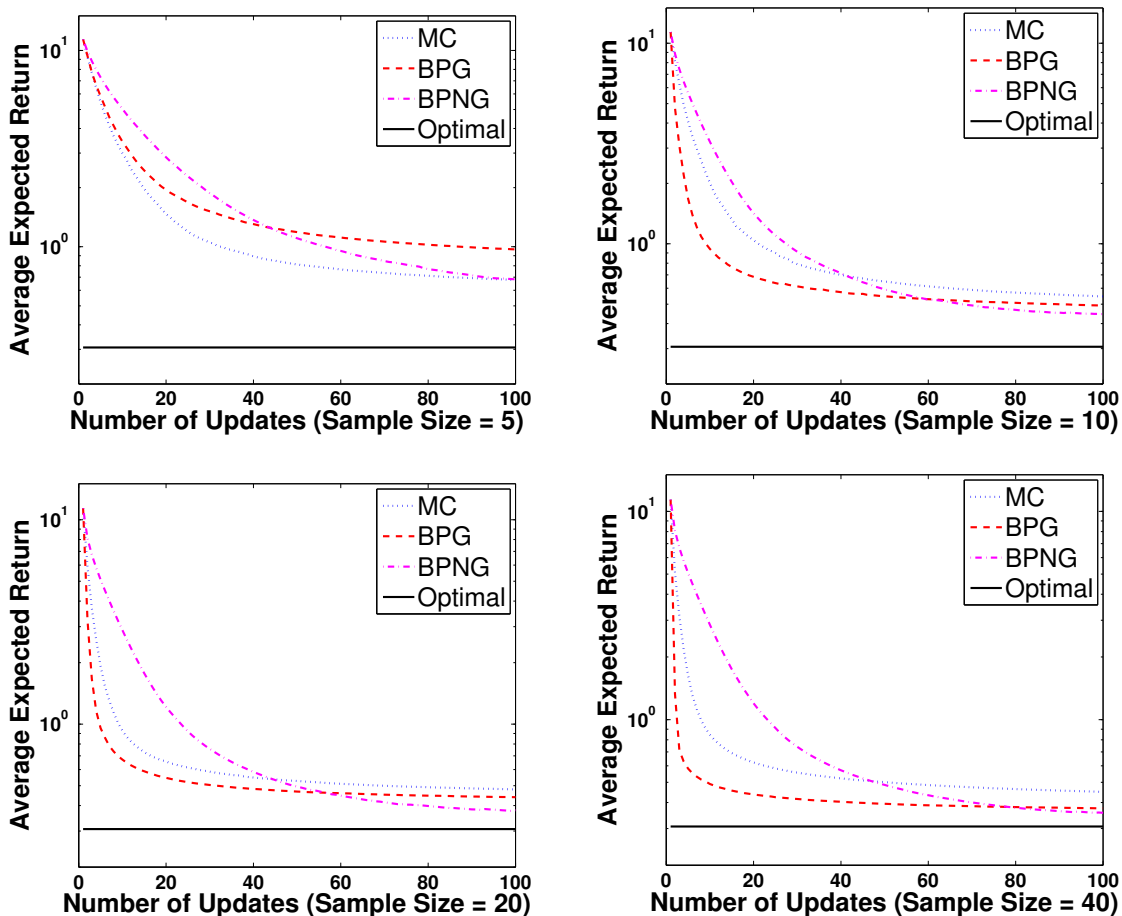 Average Expected Return
10^1
10^0
MC
BPG
BPNG
Optimal
0 20 40 60 80 100
Number of Updates (Sample Size = 5)
Average Expected Return
10^1
10^0
MC
BPG
BPNG
Optimal
0 20 40 60 80 100
Number of Updates (Sample Size = 10)
Average Expected Return
10^1
10^0
MC
BPG
BPNG
Optimal
0 20 40 60 80 100
Number of Updates (Sample Size = 20)
Average Expected Return
10^1
10^0
MC
BPG
BPNG
Optimal
0 20 40 60 80 100
Number of Updates (Sample Size = 40)